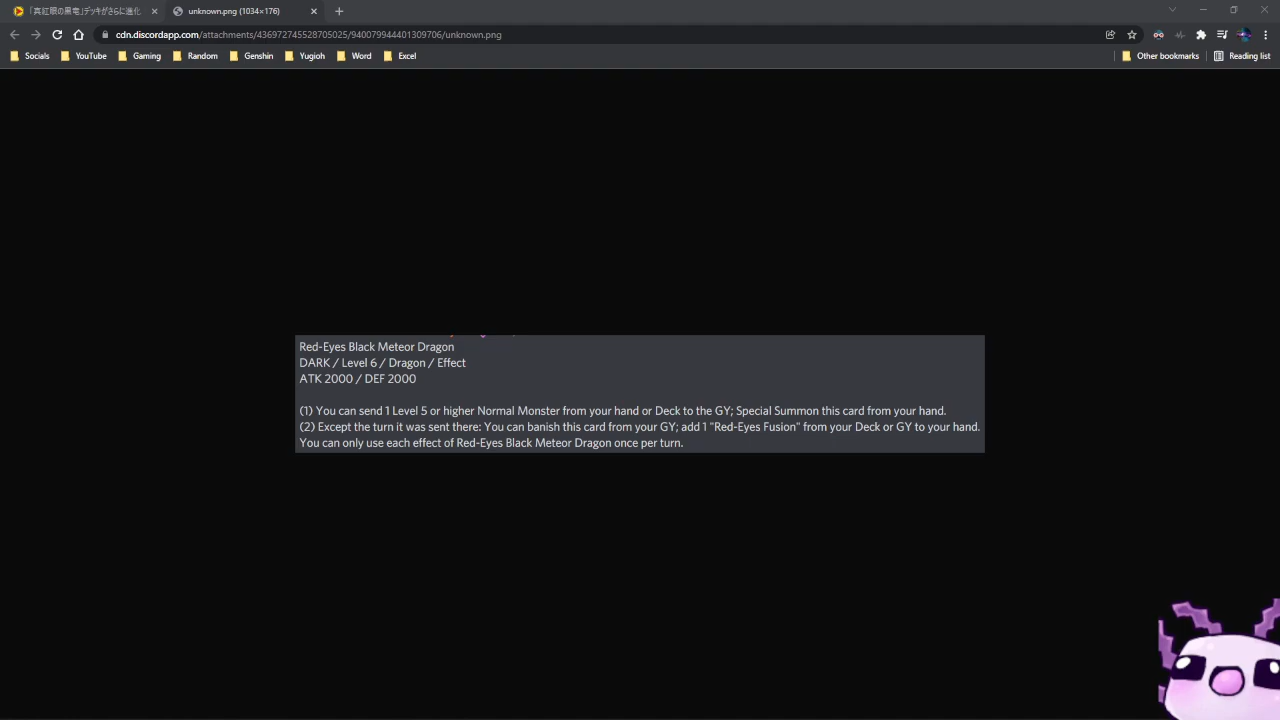 「真紅眼の黒竜」デッキがさらに進化
unknown.png (1034×176)
cdn.discordapp.com/attachments/436972745528705025/940079944401309706/unknown.png
Socials YouTube Gaming Random Genshin Yugioh Word Excel Other bookmarks Reading list
Red-Eyes Black Meteor Dragon
DARK / Level 6 / Dragon / Effect
ATK 2000 / DEF 2000
(1) You can send 1 Level 5 or higher Normal Monster from your hand or Deck to the GY; Special Summon this card from your hand.
(2) Except the turn it was sent there: You can banish this card from your GY; add 1 "Red-Eyes Fusion" from your Deck or GY to your hand.
You can only use each effect of Red-Eyes Black Meteor Dragon once per turn.